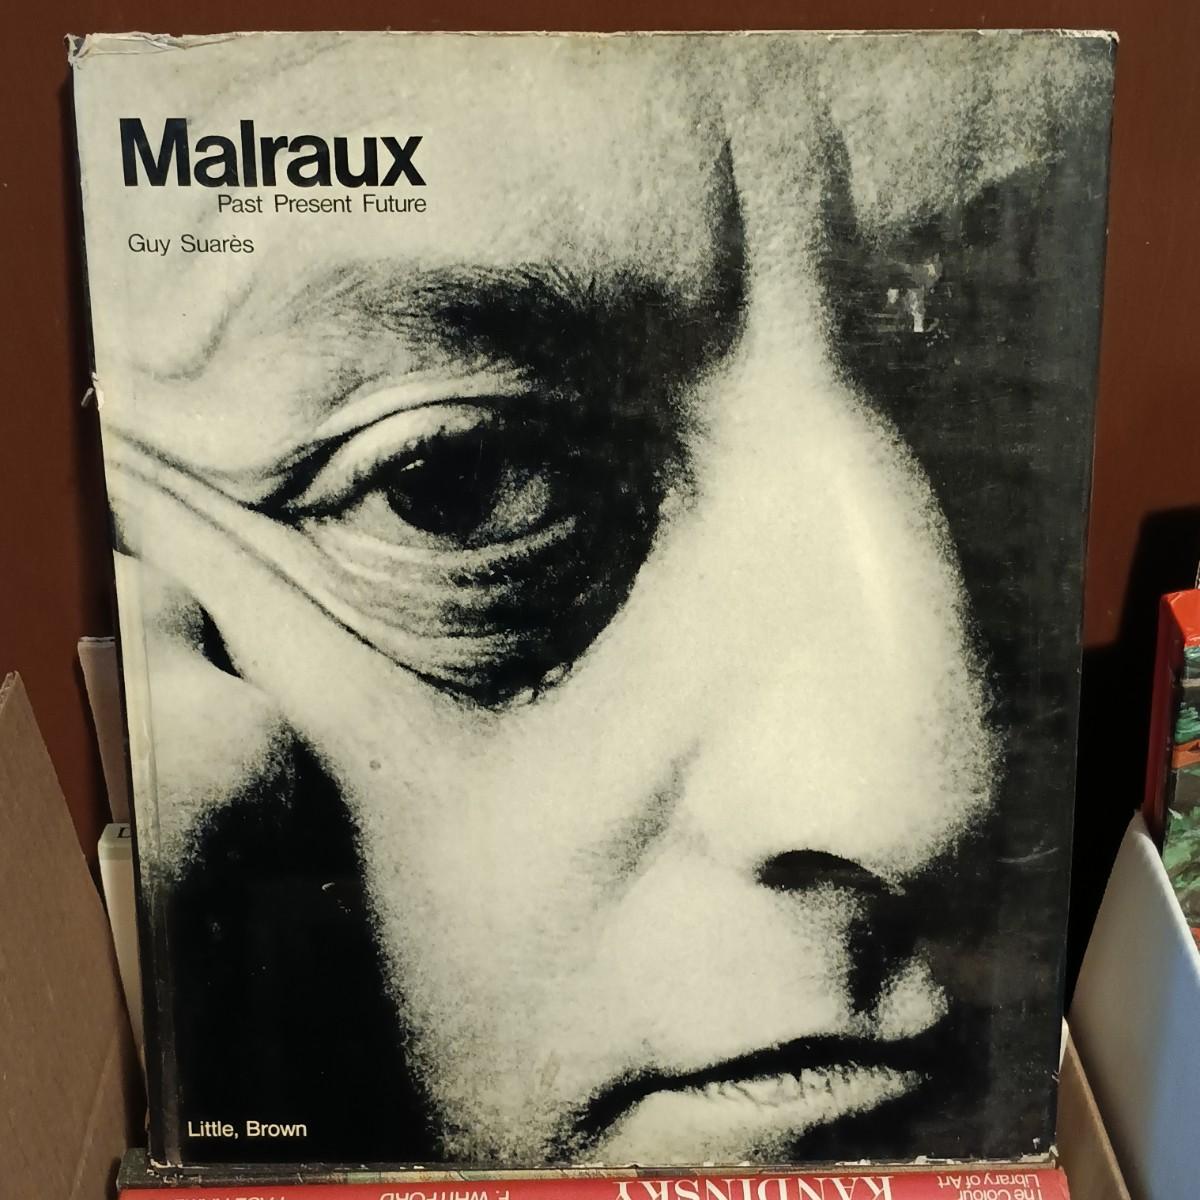 Malraux
Past Present Future
Guy Suarès
Little, Brown
F. WHITFORD
KANDINSKY
The Colour
Library of Art